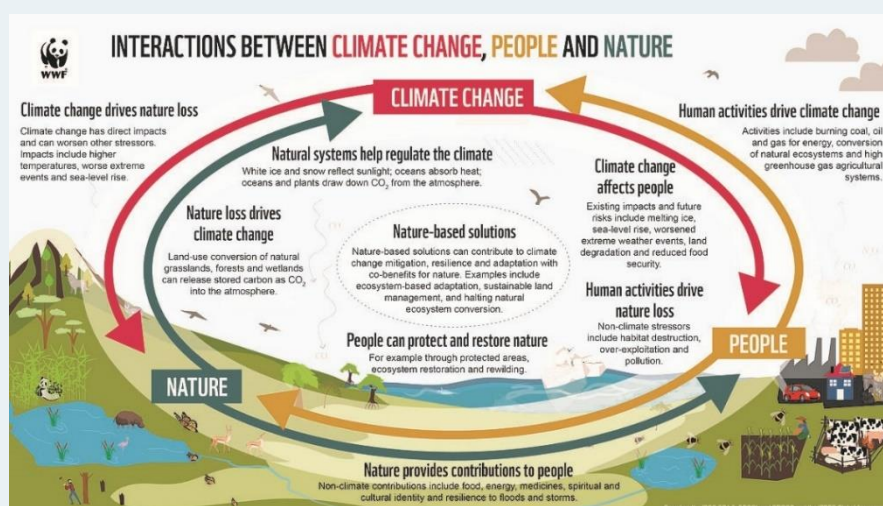 WWF
INTERACTIONS BETWEEN CLIMATE CHANGE, PEOPLE AND NATURE
CLIMATE CHANGE
Climate change drives nature loss
Climate change has direct impacts
and can worsen other stressors.
Impacts include higher
temperatures, worse extreme
events and sea-level rise.
Human activities drive climate change
Activities include burning coal, oil
and gas for energy, conversion
of natural ecosystems and high
greenhouse gas agricultural
systems.
Natural systems help regulate the climate
White ice and snow reflect sunlight; oceans absorb heat;
oceans and plants draw down CO₂ from the atmosphere.
Climate change
affects people
Existing impacts and future
risks include melting ice,
sea-level rise, worsened
extreme weather events, land
degradation and reduced food
security.
Nature loss drives
climate change
Land-use conversion of natural
grasslands, forests and wetlands
can release stored carbon as CO₂
into the atmosphere.
Nature-based solutions
Nature-based solutions can contribute to climate
change mitigation, resilience and adaptation with
co-benefits for nature. Examples include
ecosystem-based adaptation, sustainable land
management, and halting natural
ecosystem conversion.
Human activities drive
nature loss
Non-climate stressors
include habitat destruction,
over-exploitation and
pollution.
People can protect and restore nature
For example through protected areas,
ecosystem restoration and rewilding.
PEOPLE
NATURE
Nature provides contributions to people
Non-climate contributions include food, energy, medicines, spiritual and
cultural identity and resilience to floods and storms.